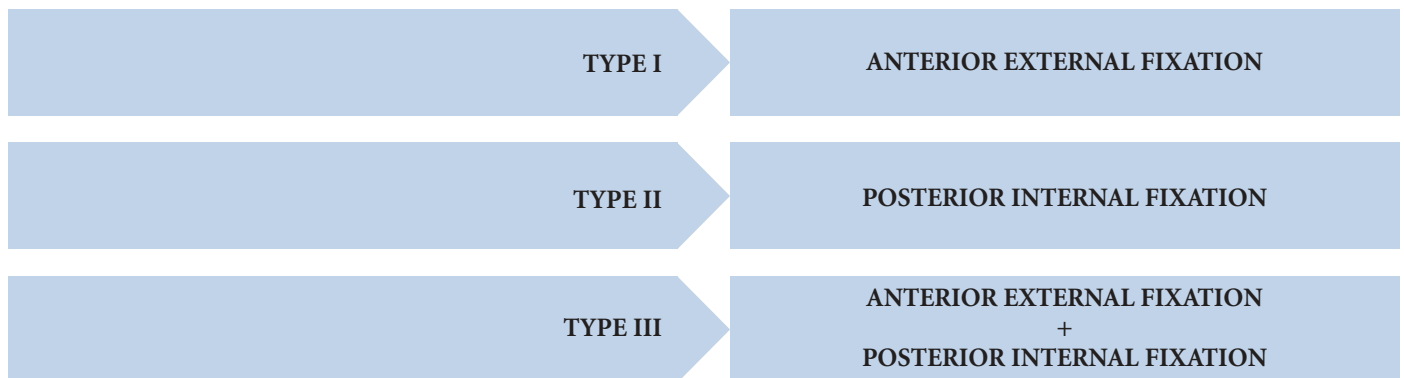 TYPE I
ANTERIOR EXTERNAL FIXATION
TYPE II
POSTERIOR INTERNAL FIXATION
TYPE III
ANTERIOR EXTERNAL FIXATION
+
POSTERIOR INTERNAL FIXATION